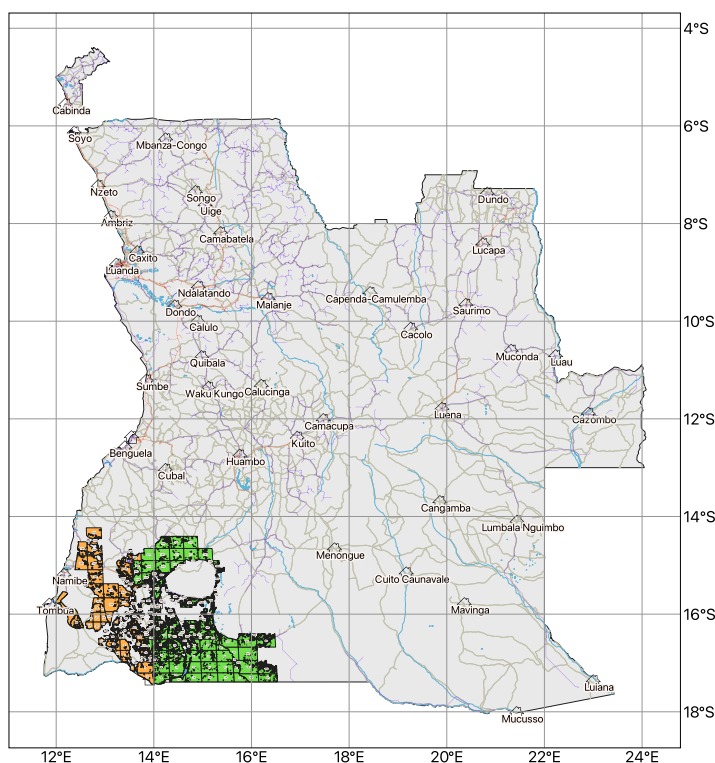 4°S
Cabinda
6°S
Soyo
Mbanza-Congo
Nzeto
Songo
Dundo
Uige
Ambriz
8°S
Camabatela
Lucapa
Caxito
Luanda
Ndalatando
Malanje
Capenda-Camulemba
Saurimo
Dondo
10°S
Calulo
Cacolo
Quibala
Muconda
Luau
Sumbe
Waku Kungo
Calucinga
12°S
Luena
Cazombo
Camacupa
Kuito
Benguela
Huambo
Cubal
14°S
Cangamba
Lumbala Nguimbo
Menongue
Namibe
Cuito Caunavale
Tombua
Mavinga
16°S
Luiana
18°S
Mucusso
12°E 14°E 16°E 18°E 20°E 22°E 24°E